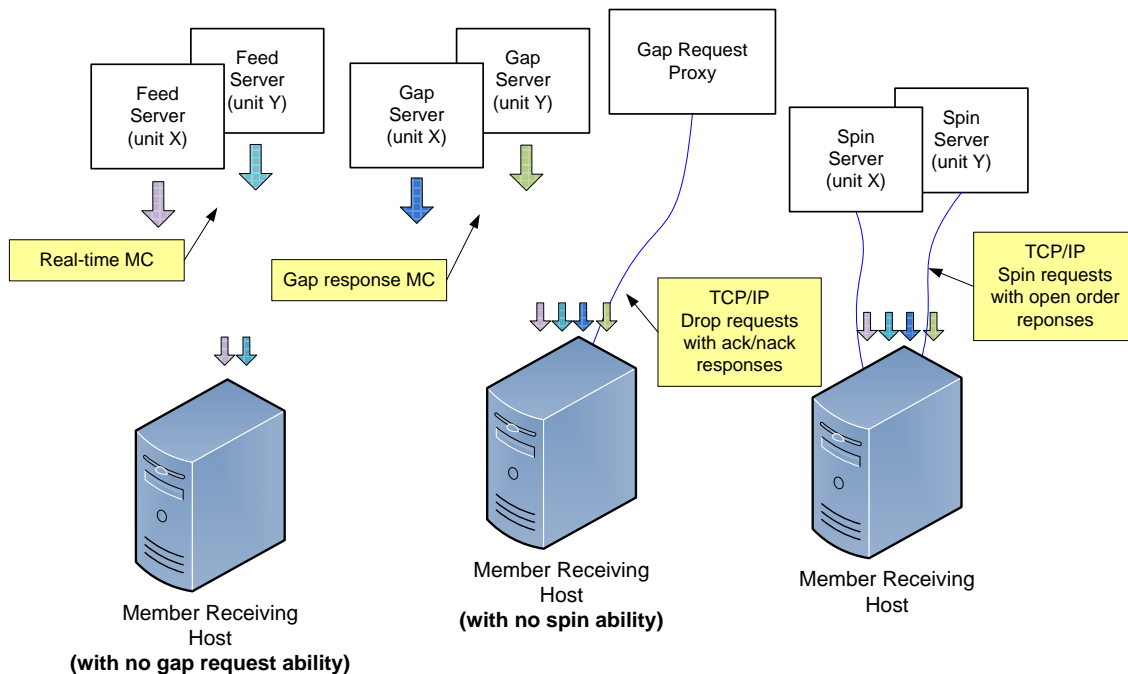 Feed
Server
(unit Y)
Feed
Server
(unit X)
Gap
Server
(unit Y)
Gap
Server
(unit X)
Gap Request
Proxy
Spin
Server
(unit Y)
Spin
Server
(unit X)
Real-time MC
Gap response MC
TCP/IP
Drop requests
with ack/nack
responses
TCP/IP
Spin requests
with open order
reponses
Member Receiving
Host
(with no gap request ability)
Member Receiving
Host
(with no spin ability)
Member Receiving
Host